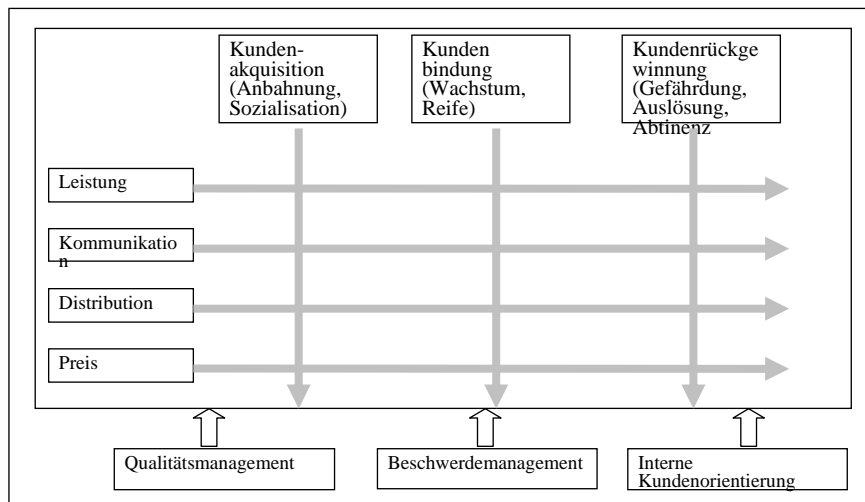 Kunden-
akquisition
(Anbahnung,
Sozialisation)
Kunden
bindung
(Wachstum,
Reife)
Kundenrückge
winnung
(Gefährdung,
Auslösung,
Abtinenz
Leistung
Kommunikatio
n
Distribution
Preis
Qualitätsmanagement
Beschwerdemanagement
Interne
Kundenorientierung